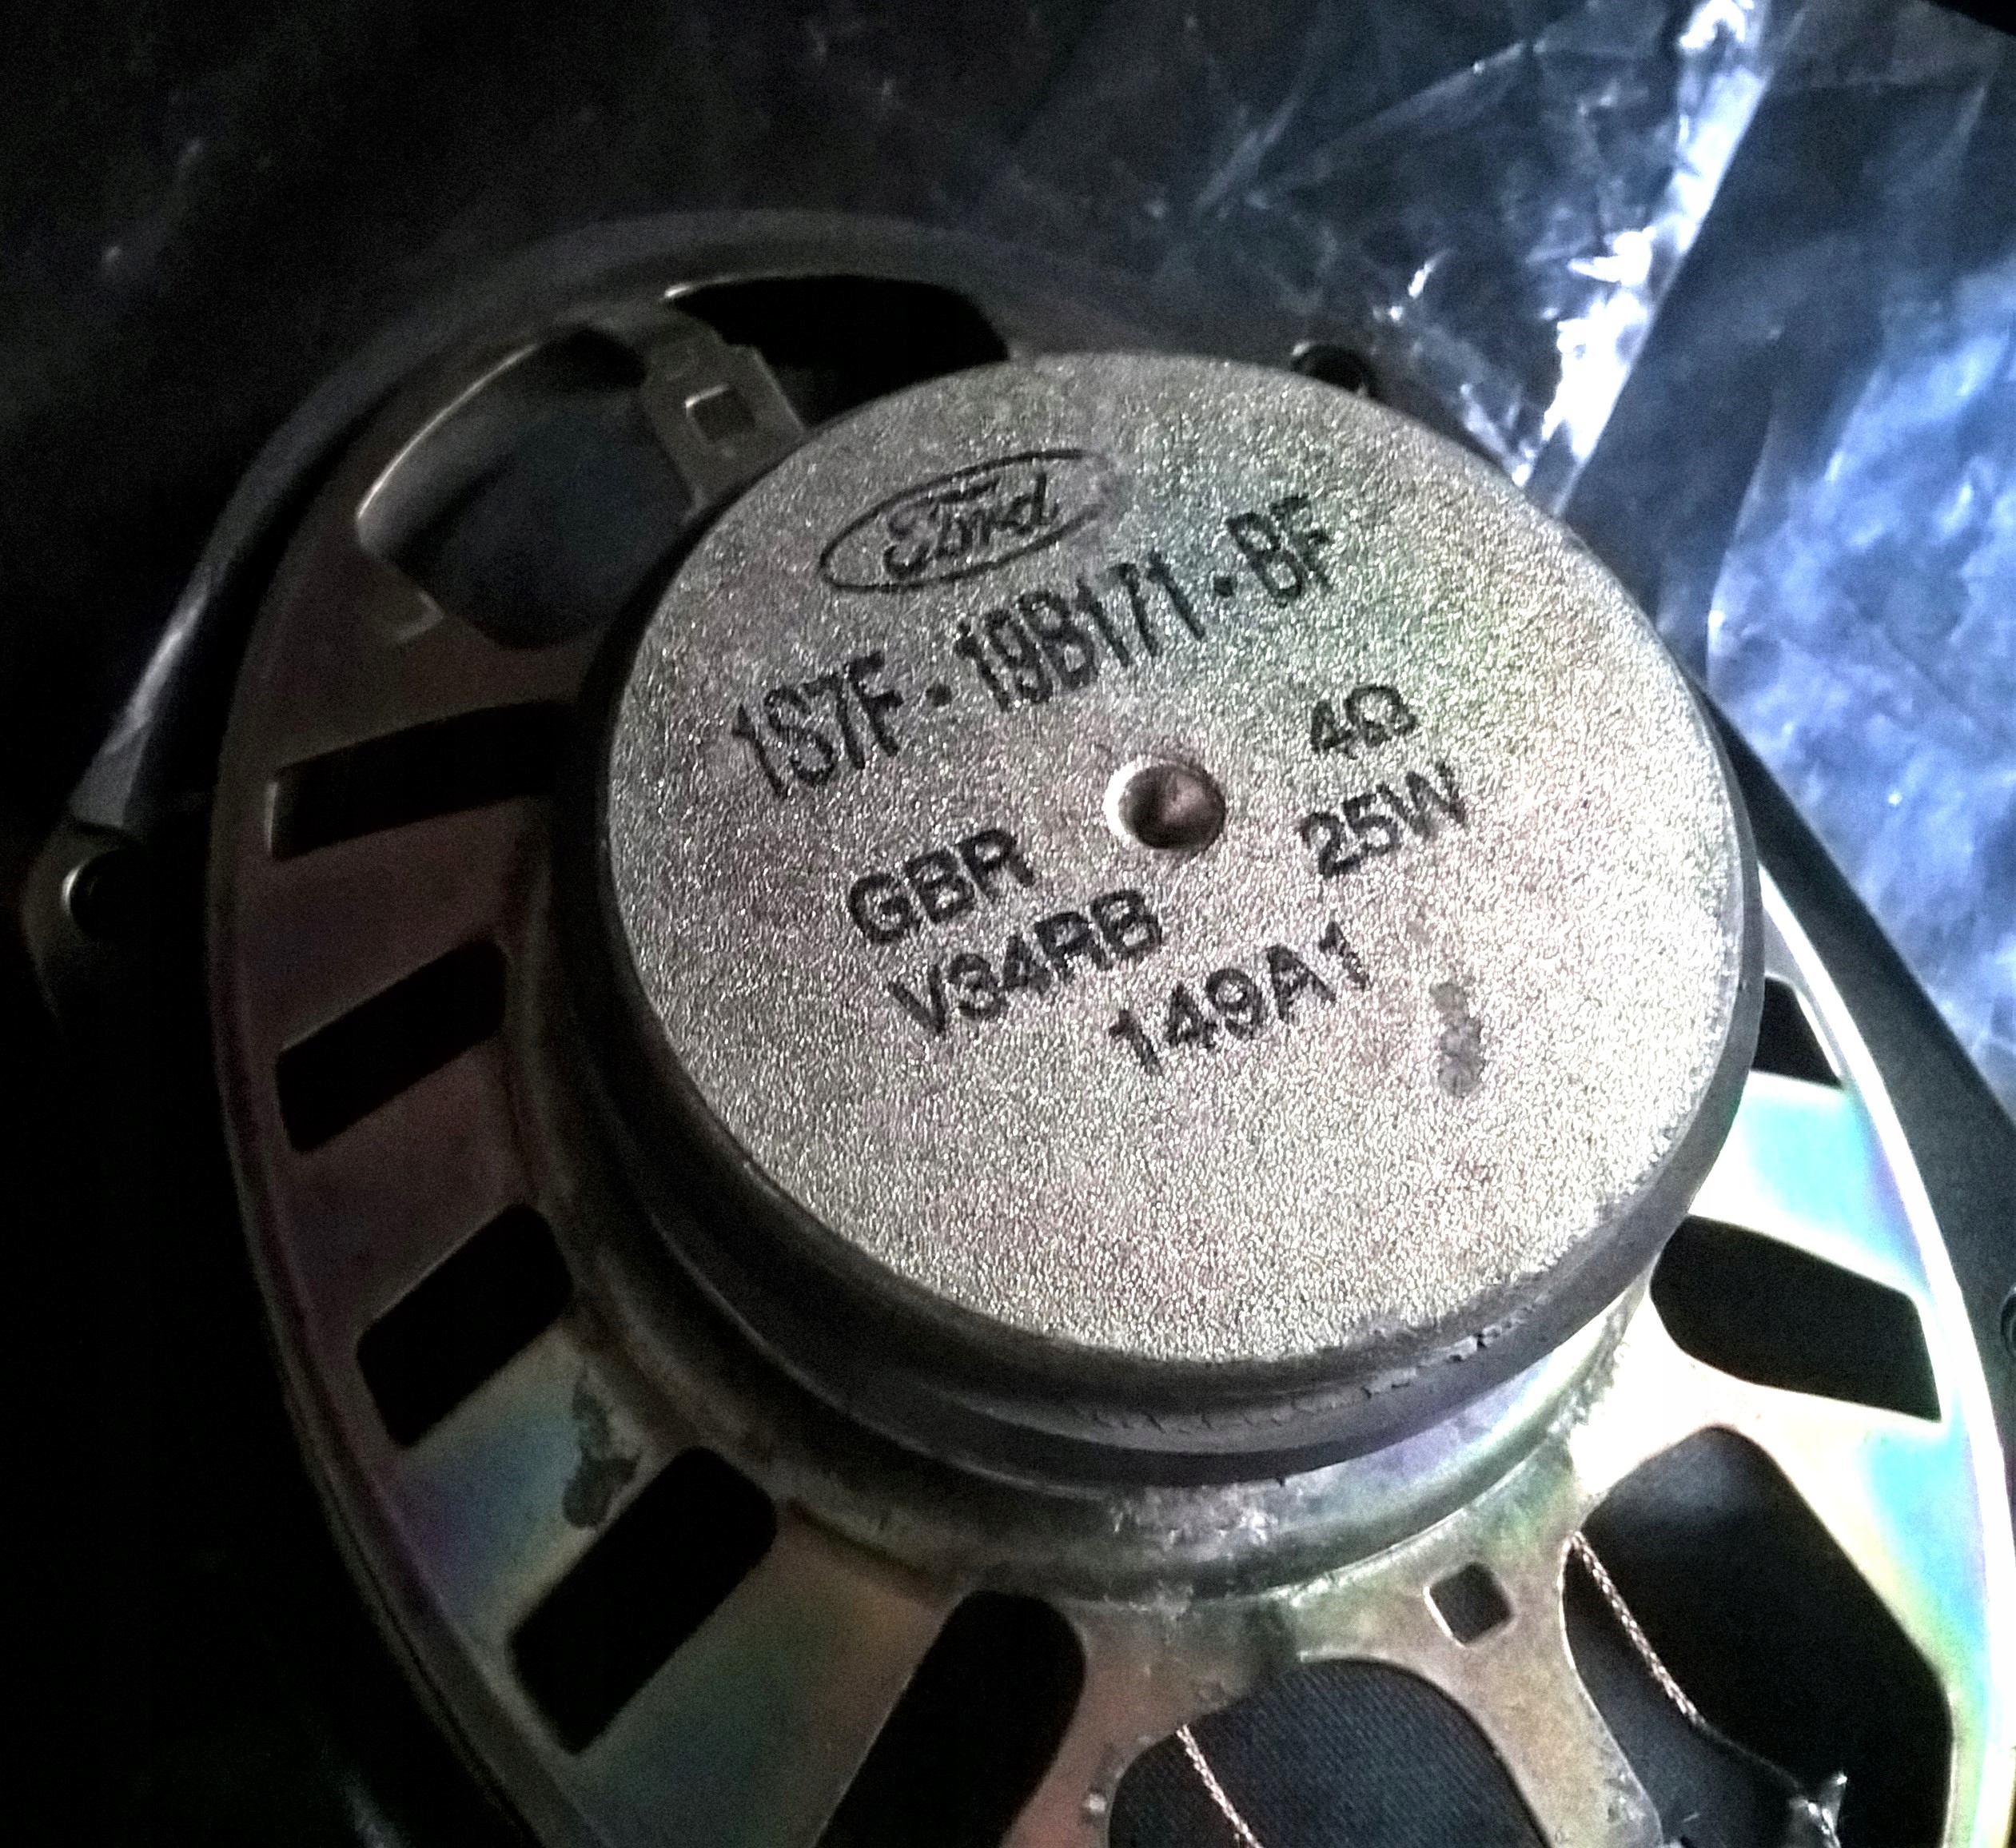 Ford
1S7F · 19B171 · BF
4Ω
GBR 25W
V34RB
149A1